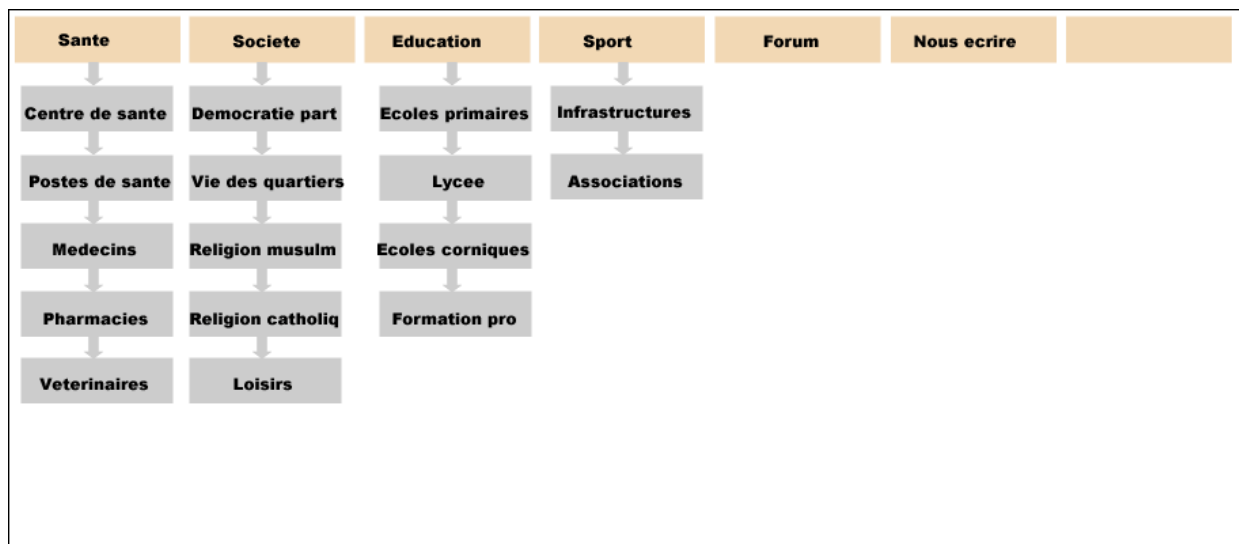 Sante
Societe
Education
Sport
Forum
Nous ecrire
Centre de sante
Democratie part
Ecoles primaires
Infrastructures
Postes de sante
Vie des quartiers
Lycee
Associations
Medecins
Religion musulm
Ecoles corniques
Pharmacies
Religion catholiq
Formation pro
Veterinaires
Loisirs